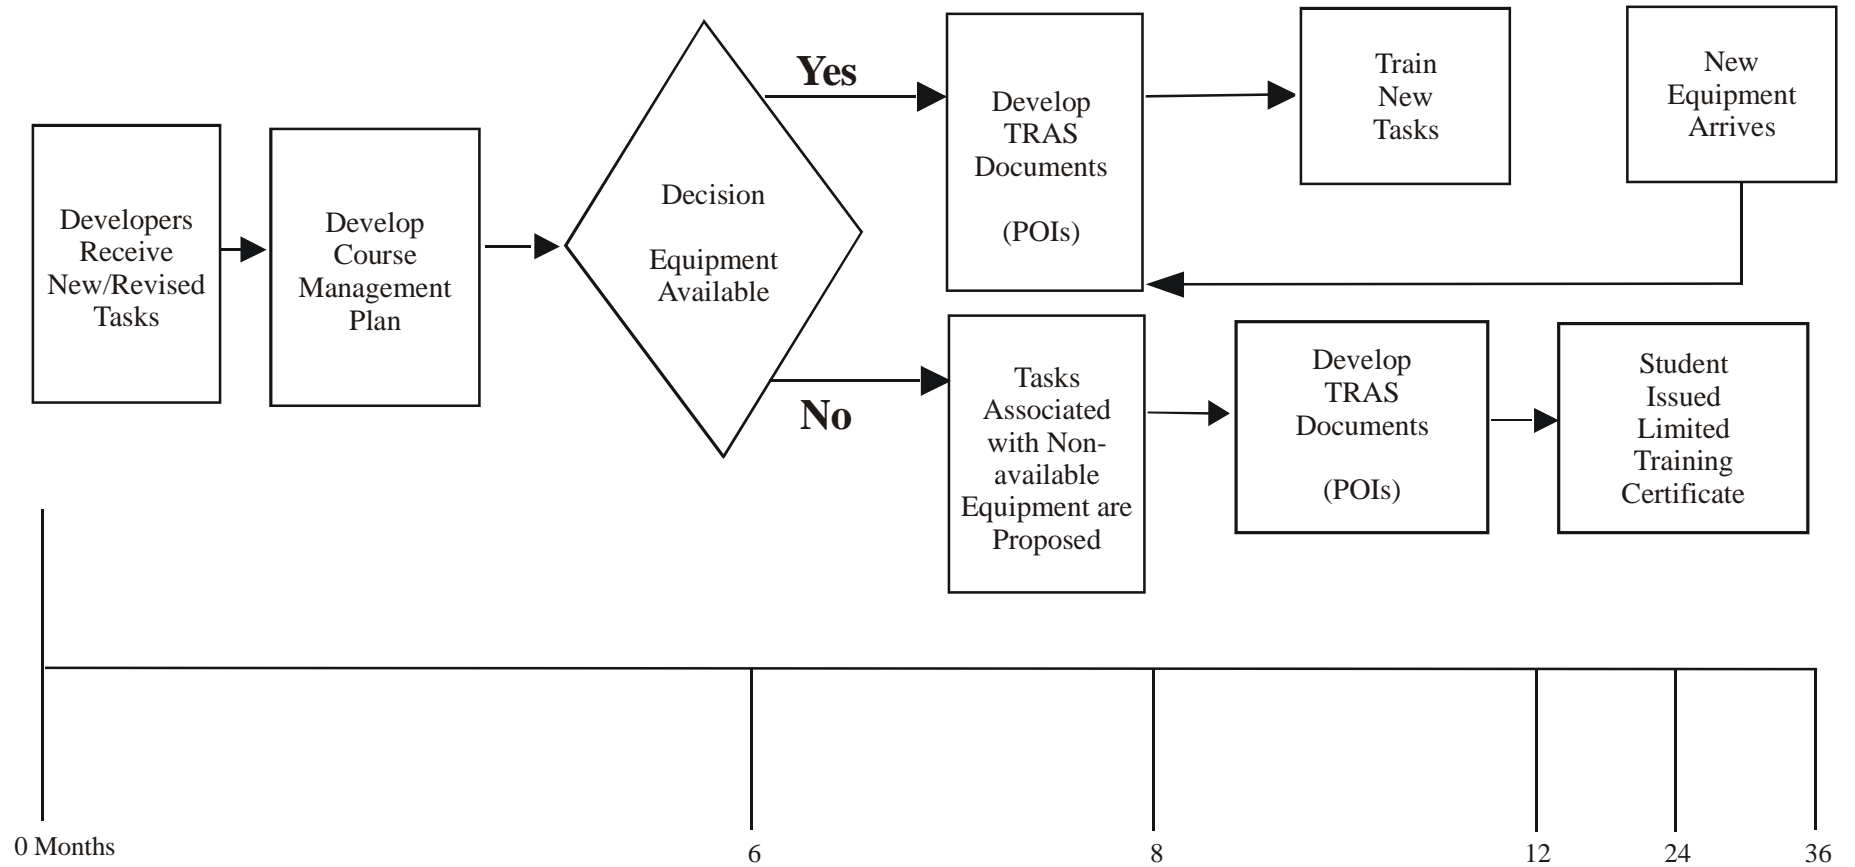 Developers
Receive
New/Revised
Tasks
Develop
Course
Management
Plan
Decision
Equipment
Available
Yes
Develop
TRAS
Documents
(POIs)
Train
New
Tasks
New
Equipment
Arrives
No
Tasks
Associated
with Non-
available
Equipment are
Proposed
Develop
TRAS
Documents
(POIs)
Student
Issued
Limited
Training
Certificate
0 Months
6
8
12
24
36